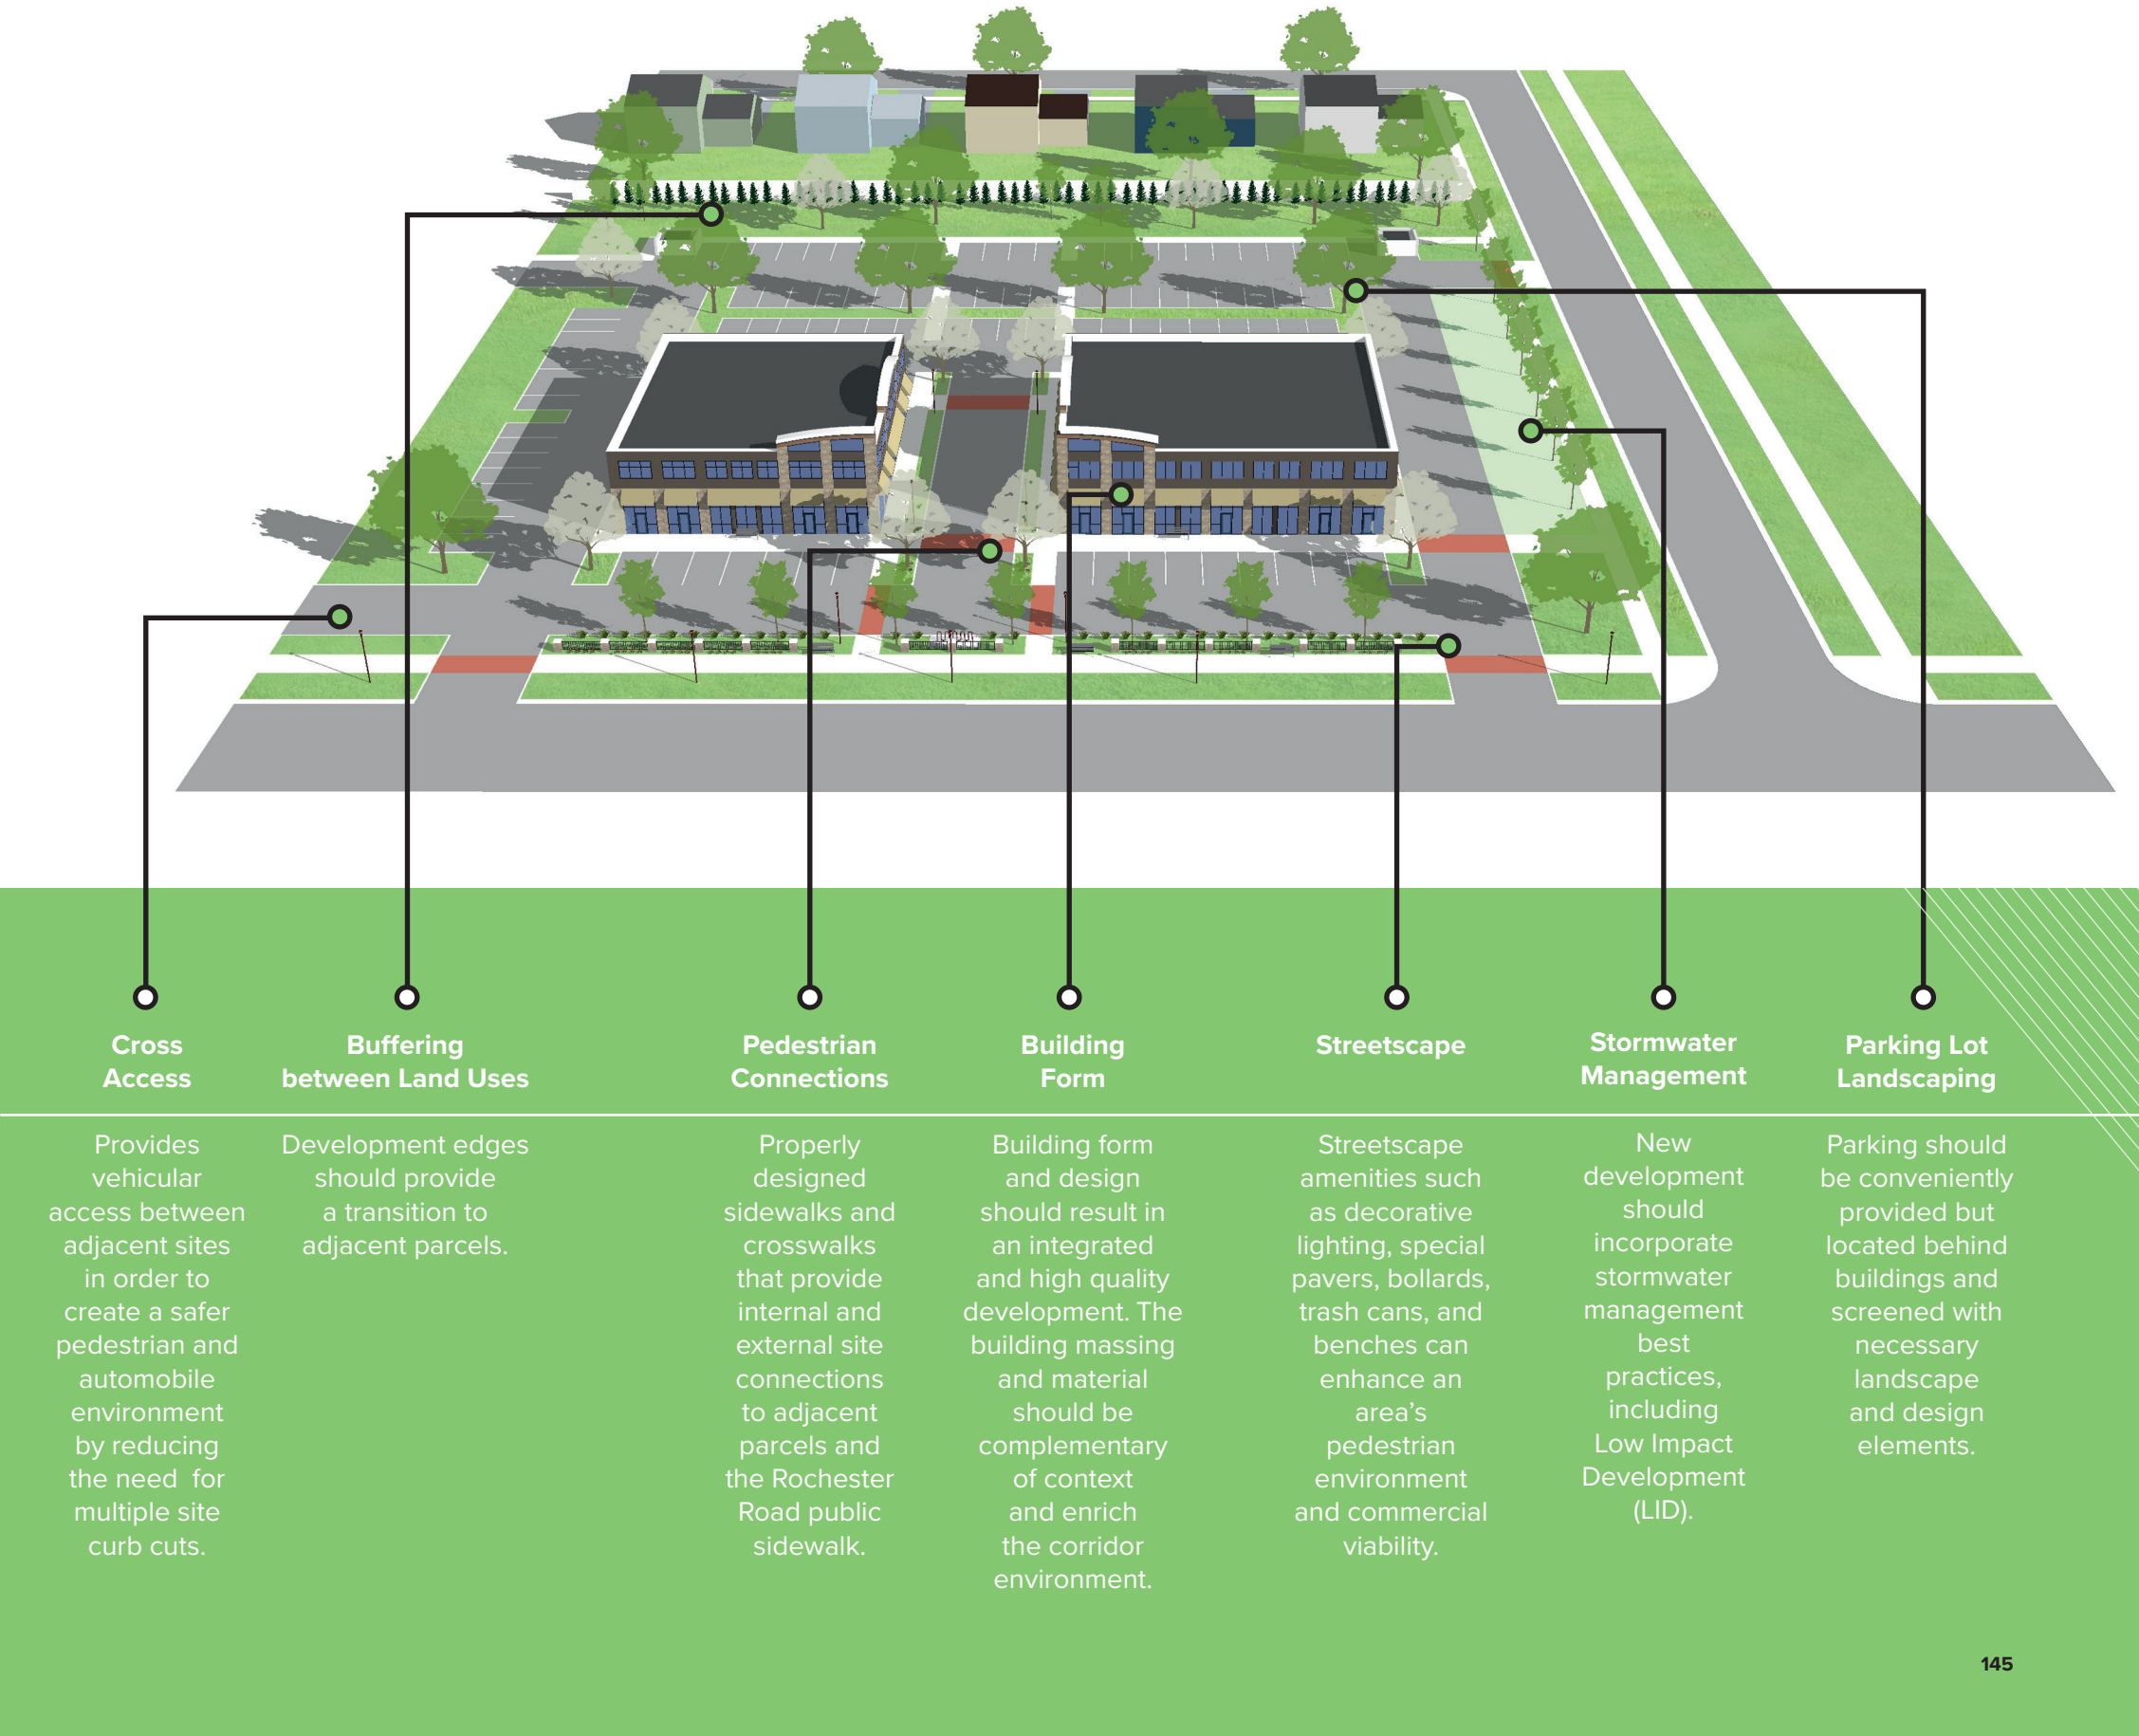 Cross
Access
Provides
vehicular
access between
adjacent sites
in order to
create a safer
pedestrian and
automobile
environment
by reducing
the need  for
multiple site
curb cuts.
Buffering
between Land Uses
Development edges
should provide
a transition to
adjacent parcels.
Pedestrian
Connections
Properly
designed
sidewalks and
crosswalks
that provide
internal and
external site
connections
to adjacent
parcels and
the Rochester
Road public
sidewalk.
Building
Form
Building form
and design
should result in
an integrated
and high quality
development. The
building massing
and material
should be
complementary
of context
and enrich
the corridor
environment.
Streetscape
Streetscape
amenities such
as decorative
lighting, special
pavers, bollards,
trash cans, and
benches can
enhance an
area’s
pedestrian
environment
and commercial
viability.
Stormwater
Management
New
development
should
incorporate
stormwater
management
best
practices,
including
Low Impact
Development
(LID).
Parking Lot
Landscaping
Parking should
be conveniently
provided but
located behind
buildings and
screened with
necessary
landscape
and design
elements.
145